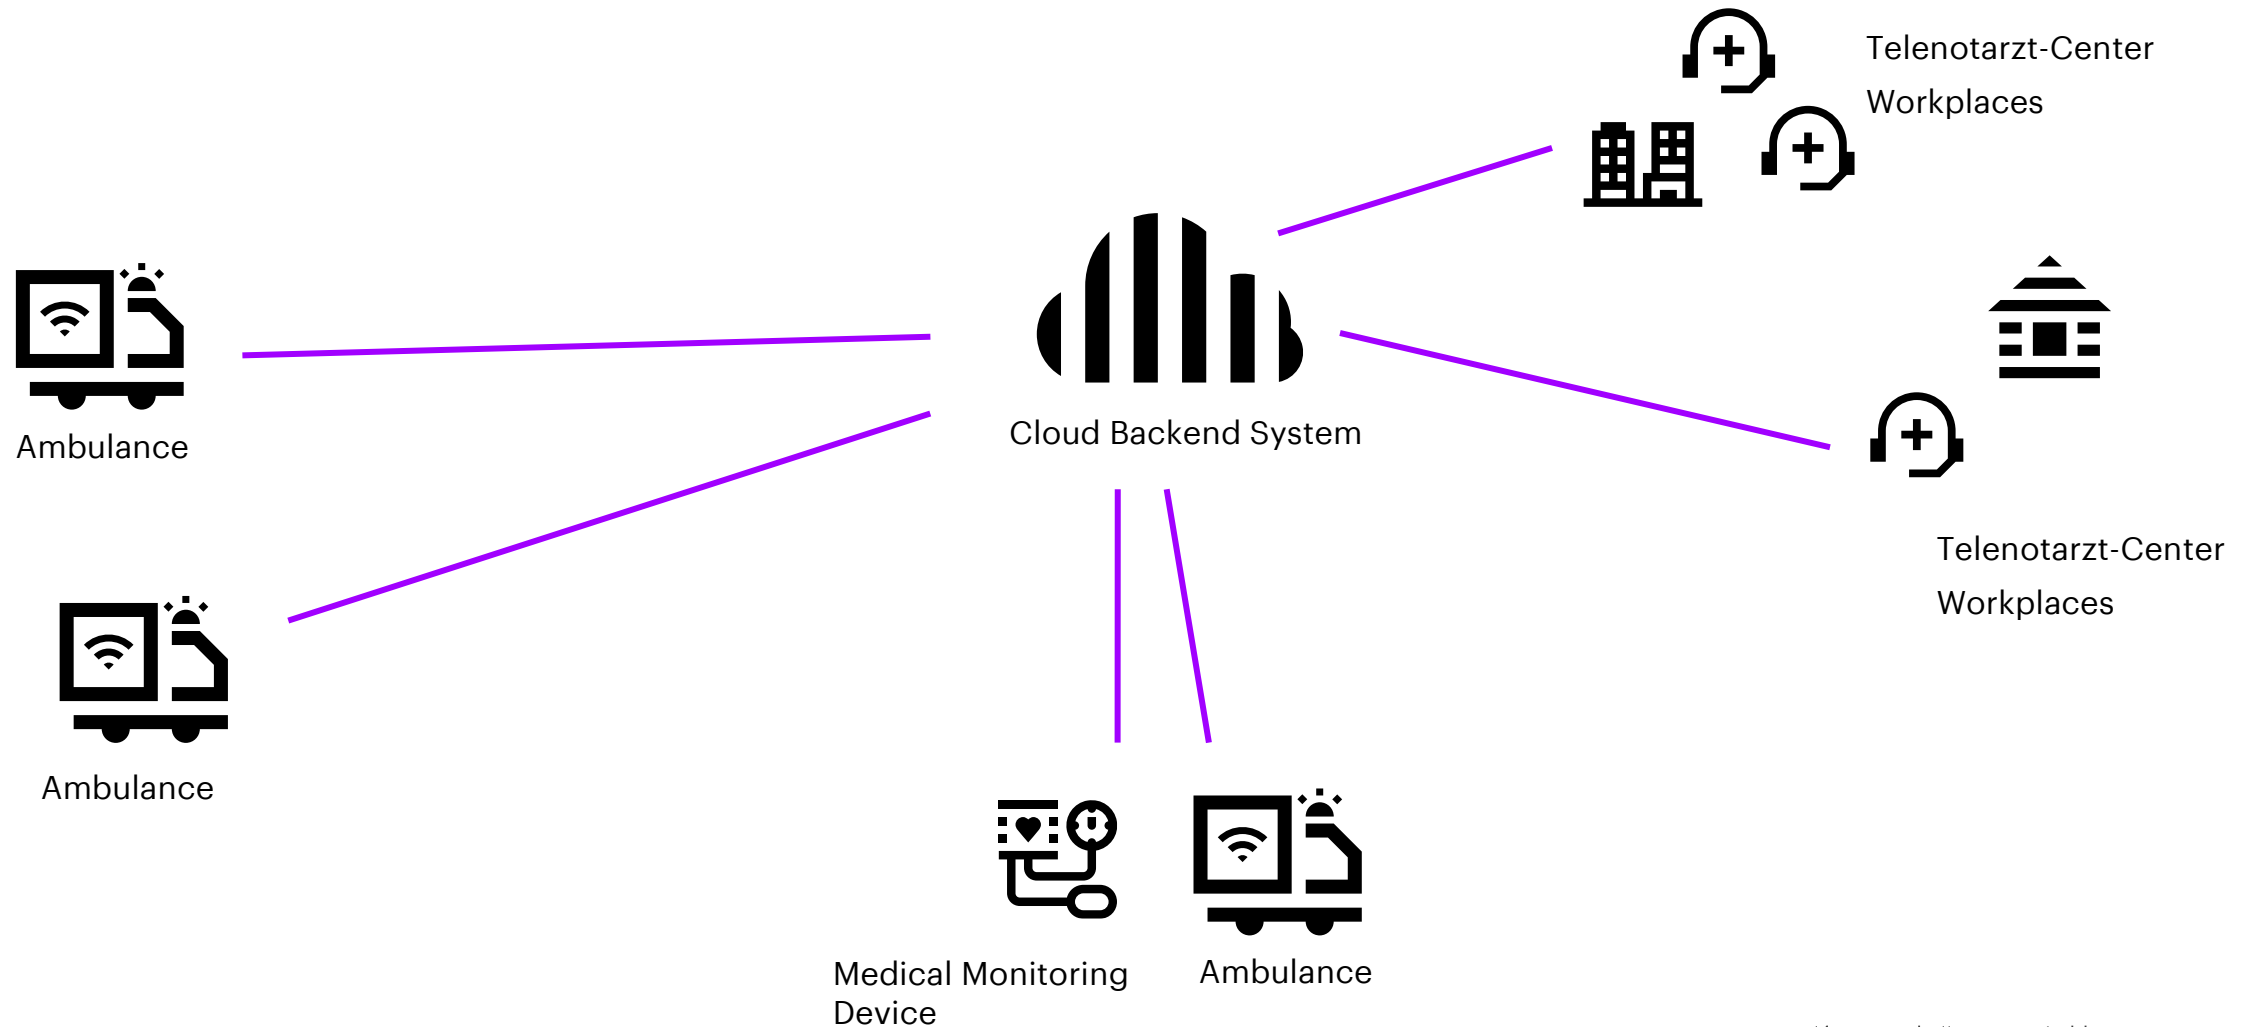 Telenotarzt-Center
Workplaces
Ambulance
Cloud Backend System
Telenotarzt-Center
Workplaces
Ambulance
Medical Monitoring
Device
Ambulance